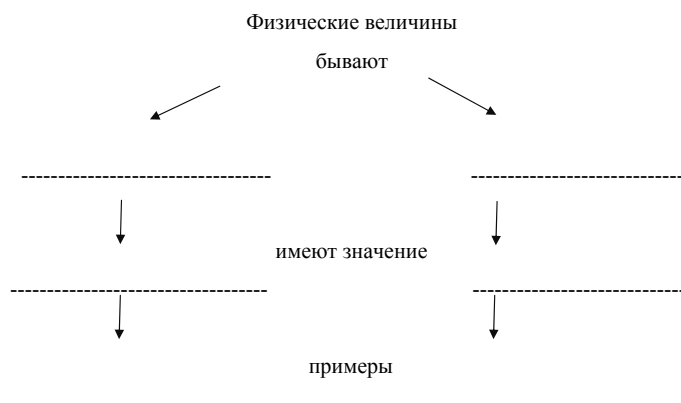 Физические величины
бывают
имеют значение
примеры